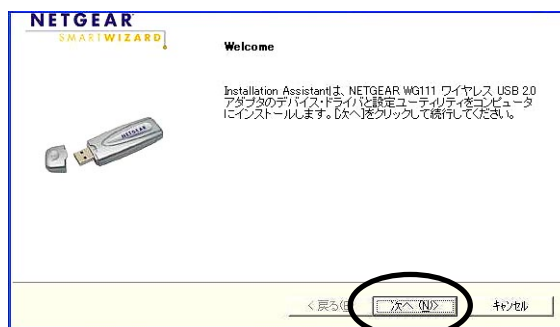 NETGEAR
SMARTWIZARD
Welcome
Installation Assistantは、NETGEAR WG111 ワイヤレス USB 2.0
アダプタのデバイス・ドライバと設定ユーティリティをコンピュータ
にインストールします。[次へ]をクリックして続行してください。
NETGEAR
< 戻る(B
次へ(N)>
キャンセル